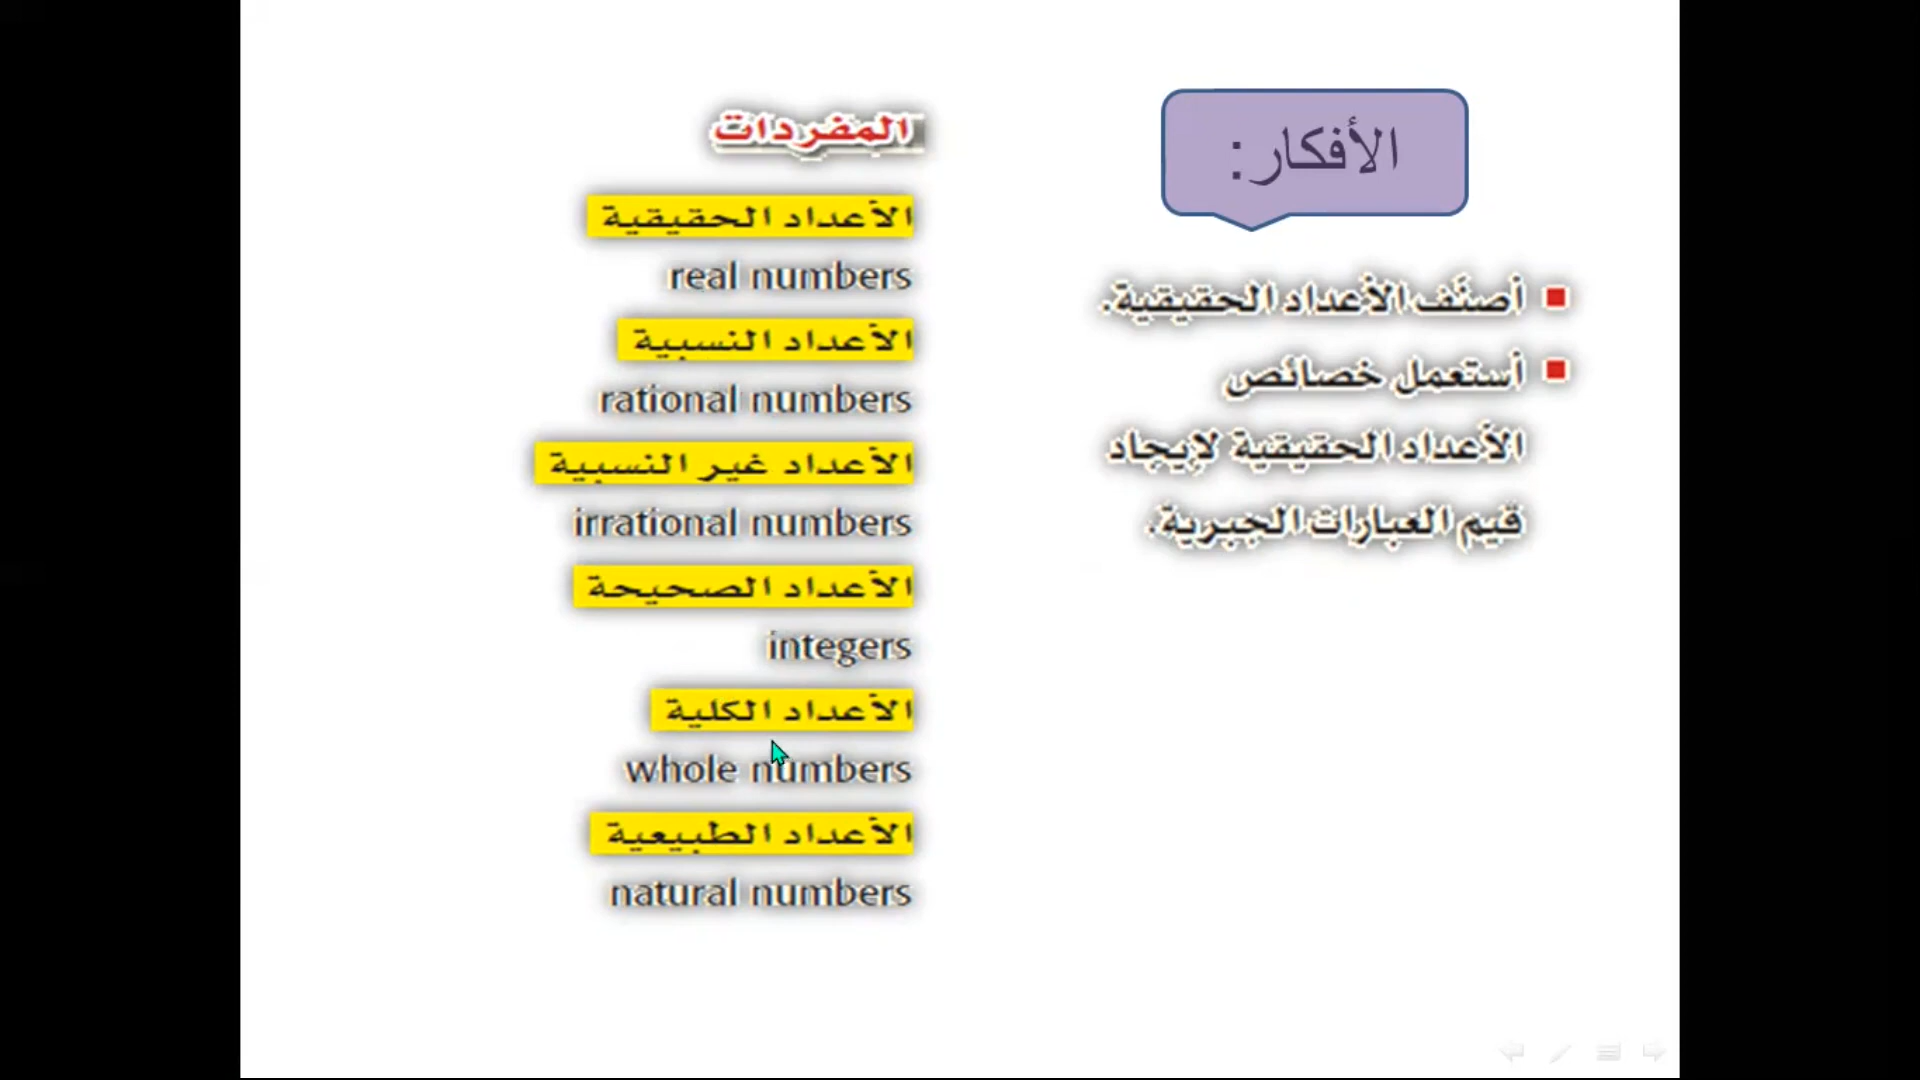 الأفكار:
أصنّف الأعداد الحقيقية.
أستعمل خصائص
الأعداد الحقيقية لإيجاد
قيم العبارات الجبرية.
المفردات
الأعداد الحقيقية
real numbers
الأعداد النسبية
rational numbers
الأعداد غير النسبية
irrational numbers
الأعداد الصحيحة
integers
الأعداد الكلية
whole numbers
الأعداد الطبيعية
natural numbers